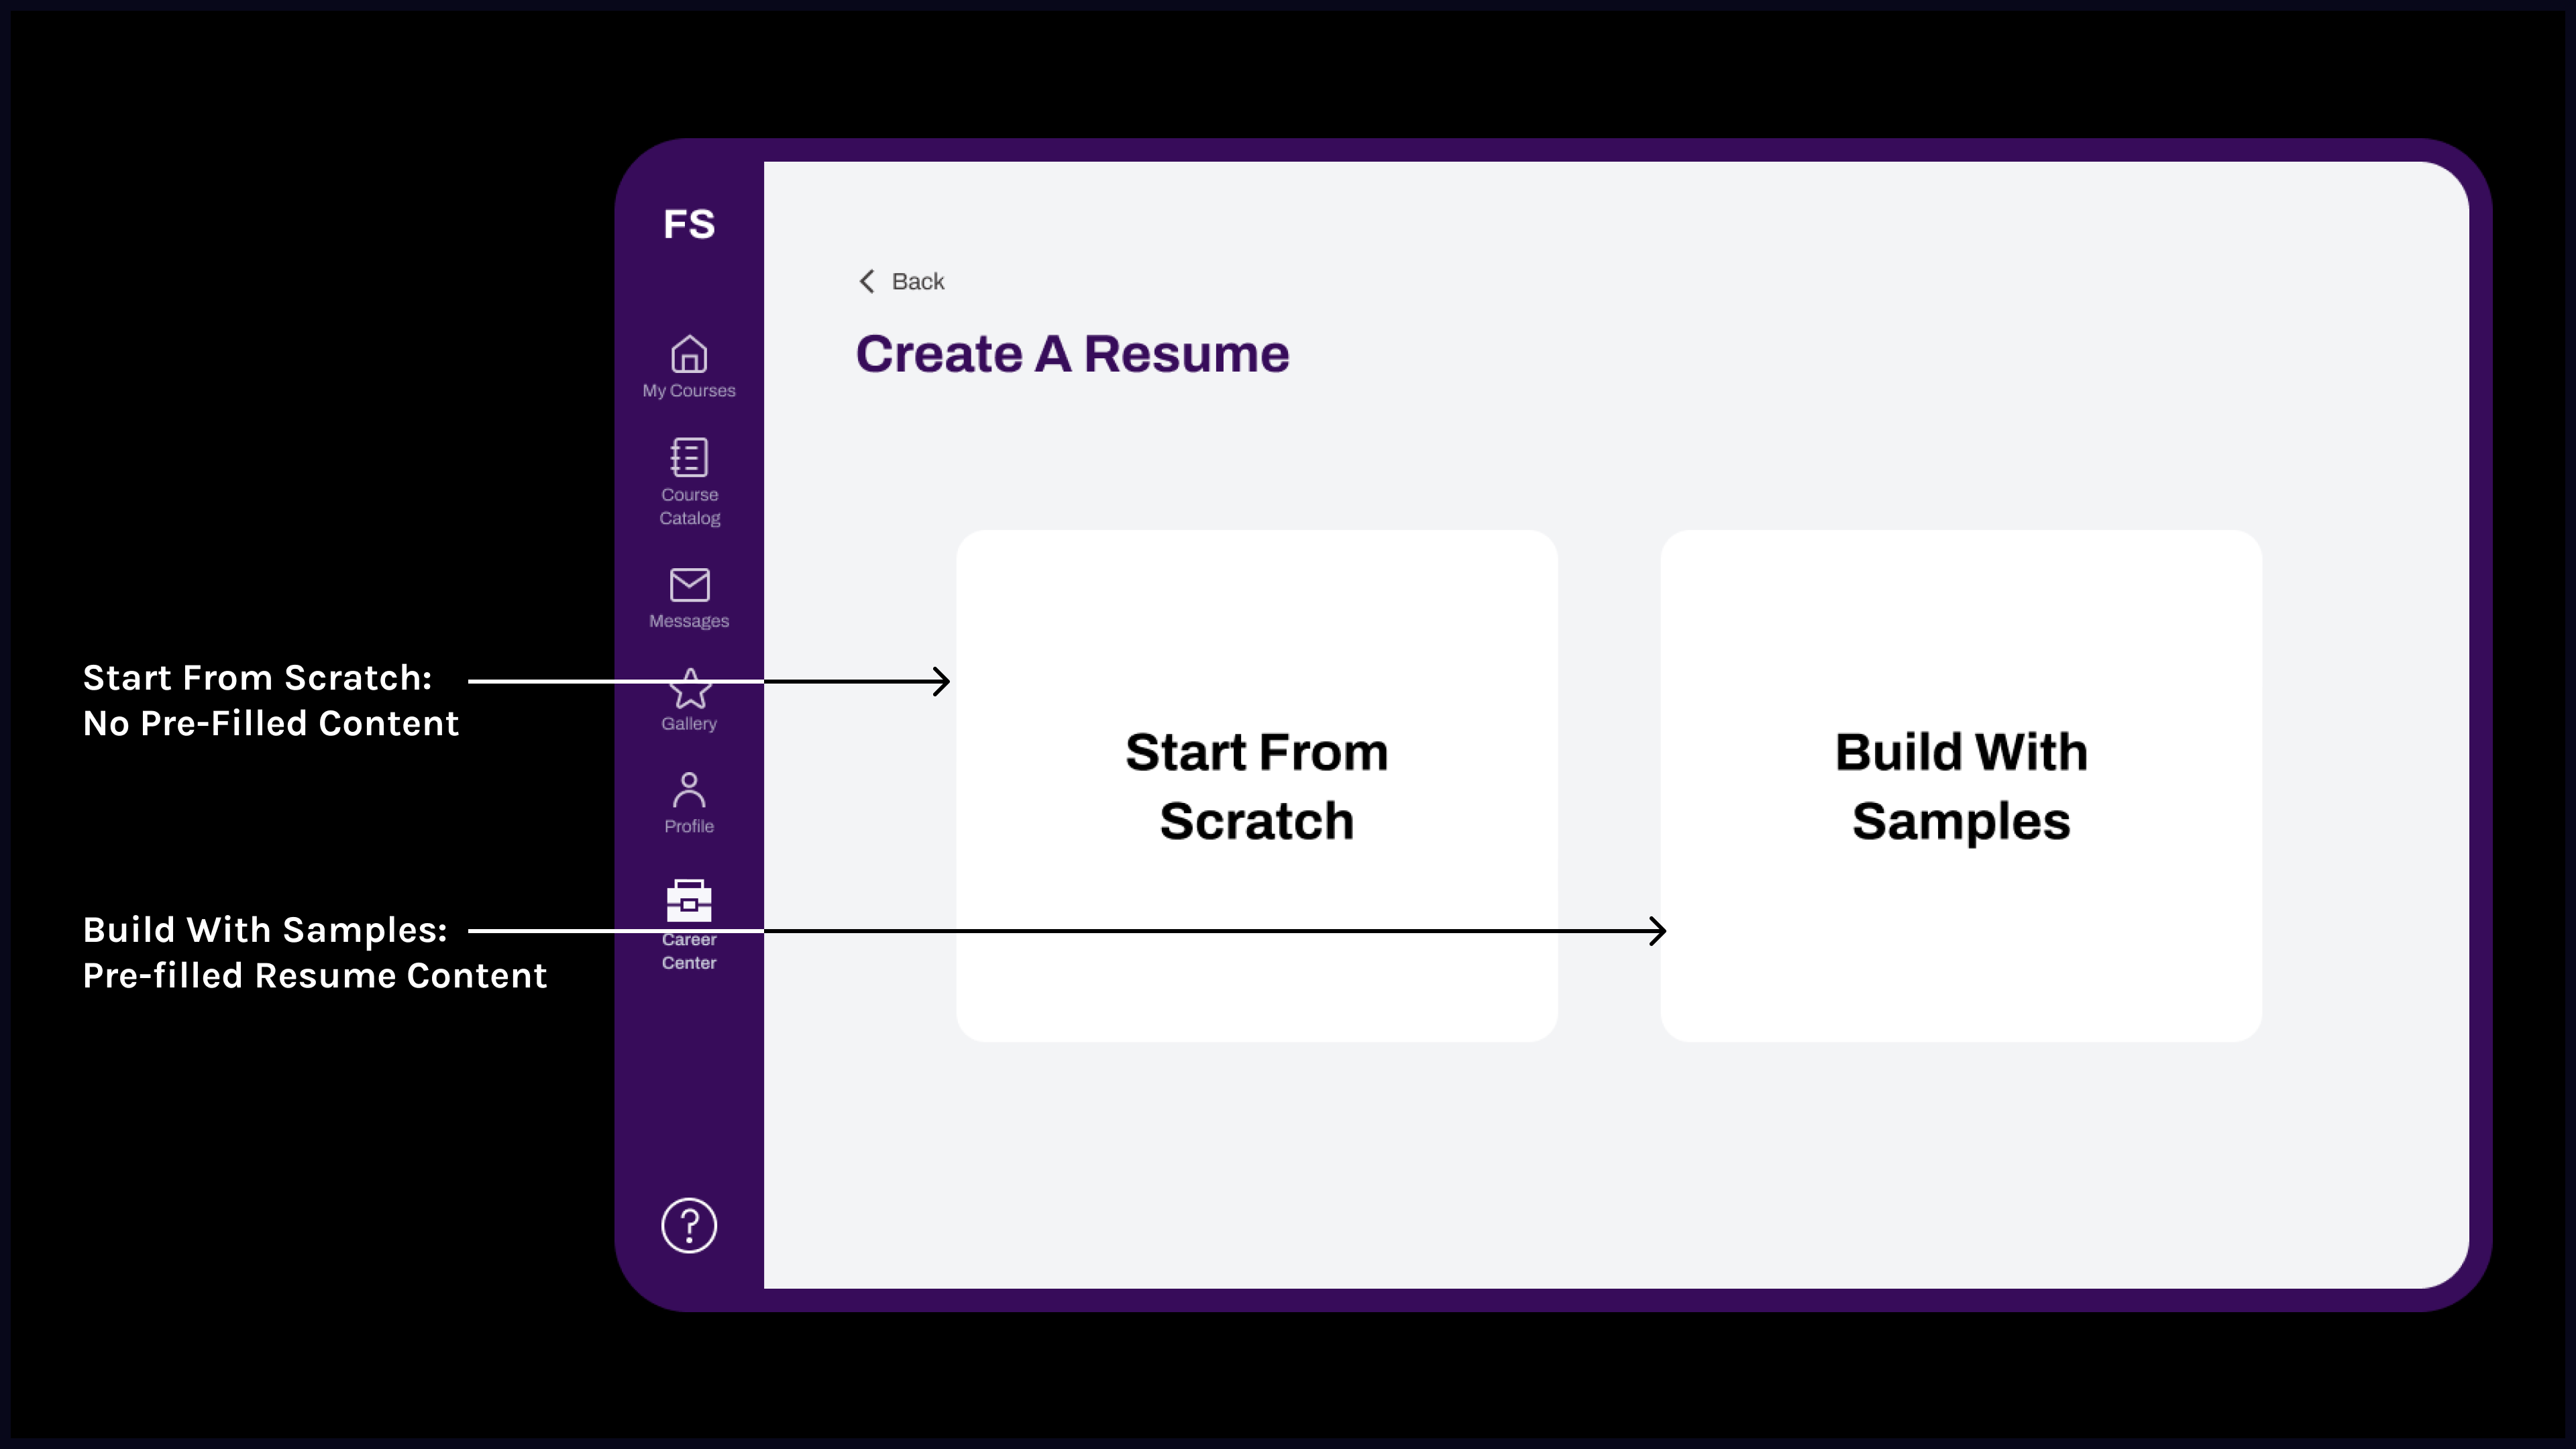 FS
Back
Create A Resume
My Courses
Course
Catalog
Messages
Start From Scratch:
No Pre-Filled Content
Gallery
Start From
Scratch
Build With
Samples
Profile
Build With Samples:
Pre-filled Resume Content
Career
Center
?